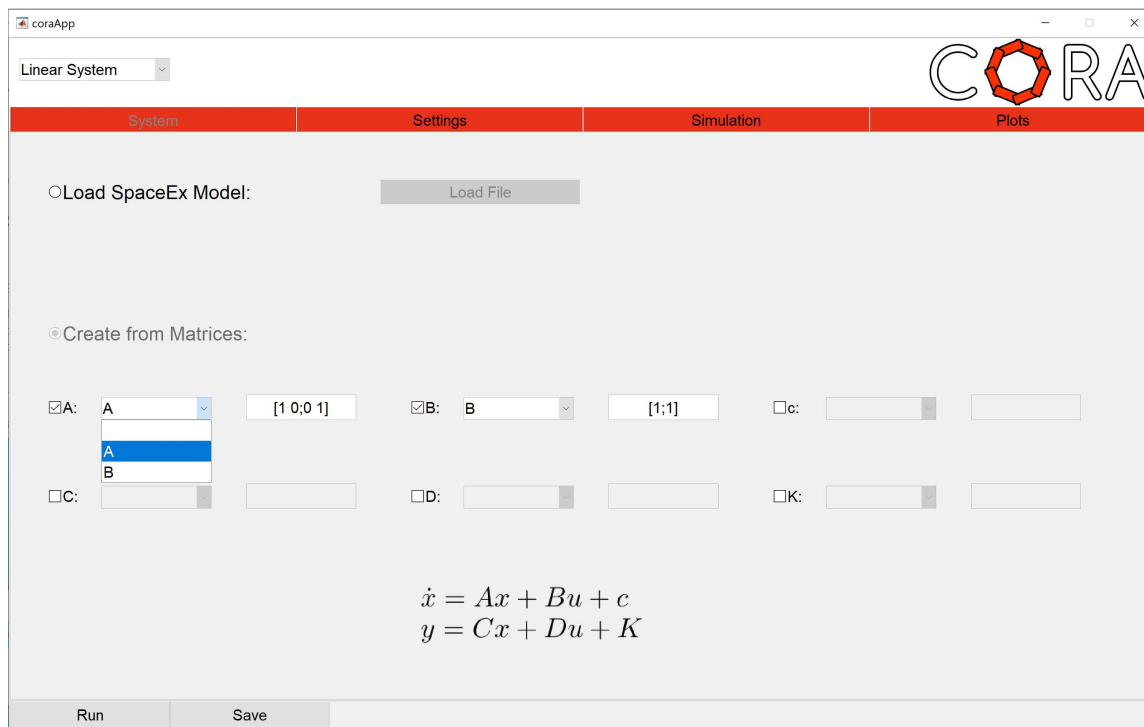 coraApp
Linear System
CORA
System Settings Simulation Plots
Load SpaceEx Model: Load File
Create from Matrices:
A: A [1 0;0 1] B: B [1;1] c:
A
B
C: D: K:
ẋ = Ax + Bu + c
y = Cx + Du + K
Run Save